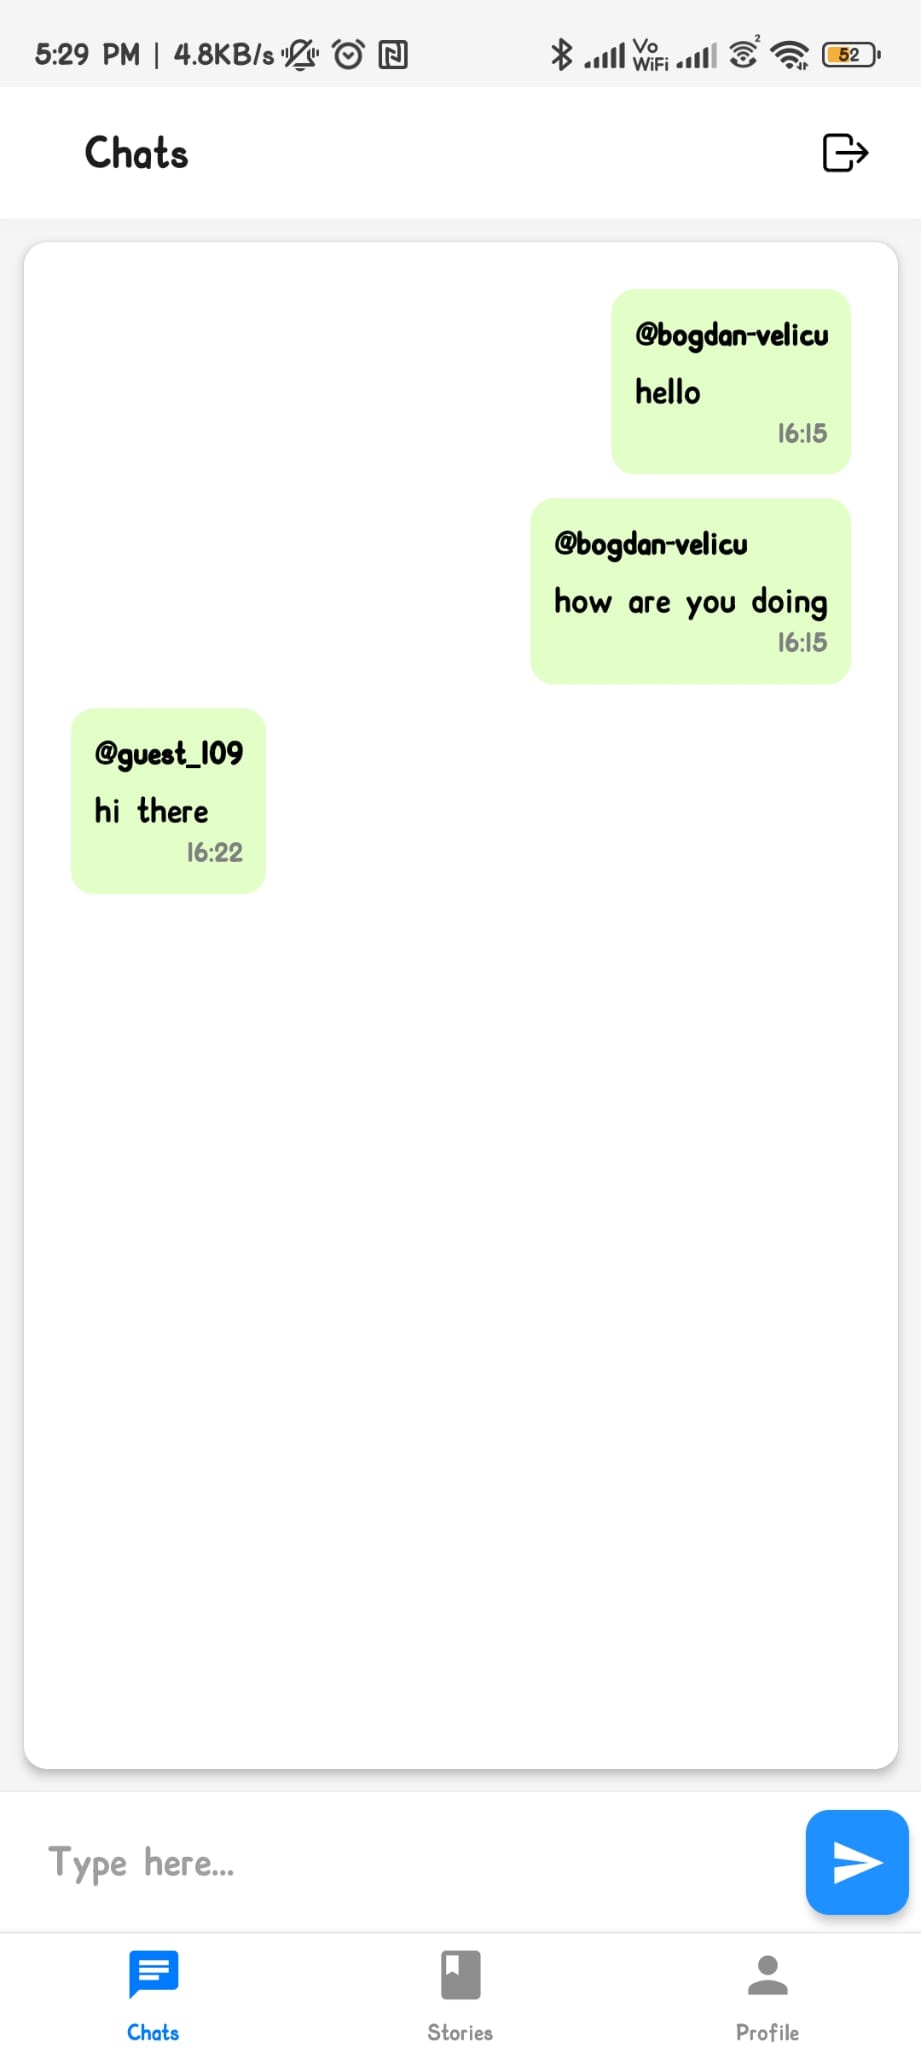 5:29 PM | 4.8KB/s Vo WiFi 2 52
Chats
@bogdan-velicu
hello
16:15
@bogdan-velicu
how are you doing
16:15
@guest_109
hi there
16:22
Type here...
Chats Stories Profile